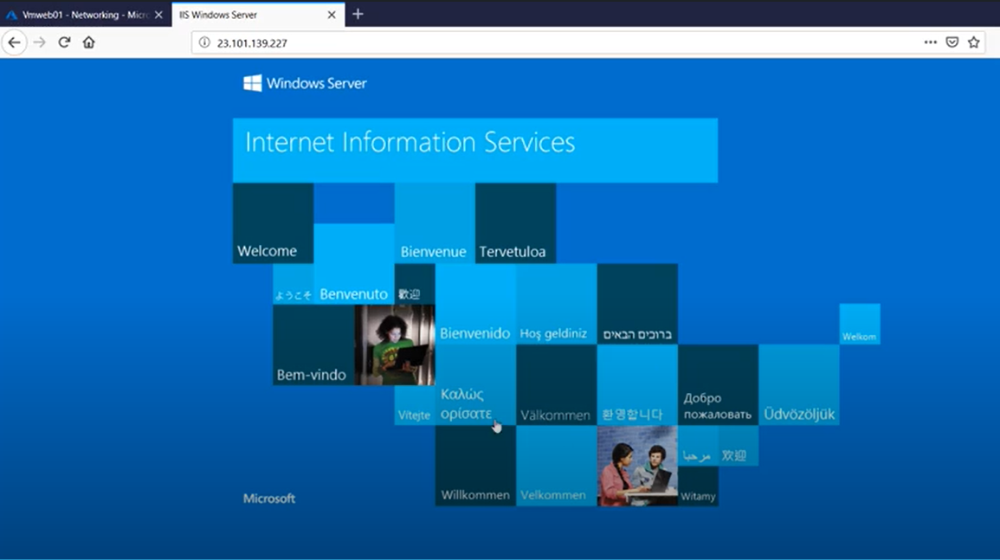 Vmweb01 - Networking - Micro
IIS Windows Server
23.101.139.227
Windows Server
Internet Information Services
Welcome
Bienvenue
Tervetuloa
ようこそ
Benvenuto
歡迎
Bienvenido
Hoş geldiniz
ברוכים הבאים
Welkom
Bem-vindo
Vítejte
Καλώς
ορίσατε
Välkommen
환영합니다
Добро
пожаловать
Üdvözöljük
Microsoft
Willkommen
Velkommen
مرحبا
欢迎
Witamy